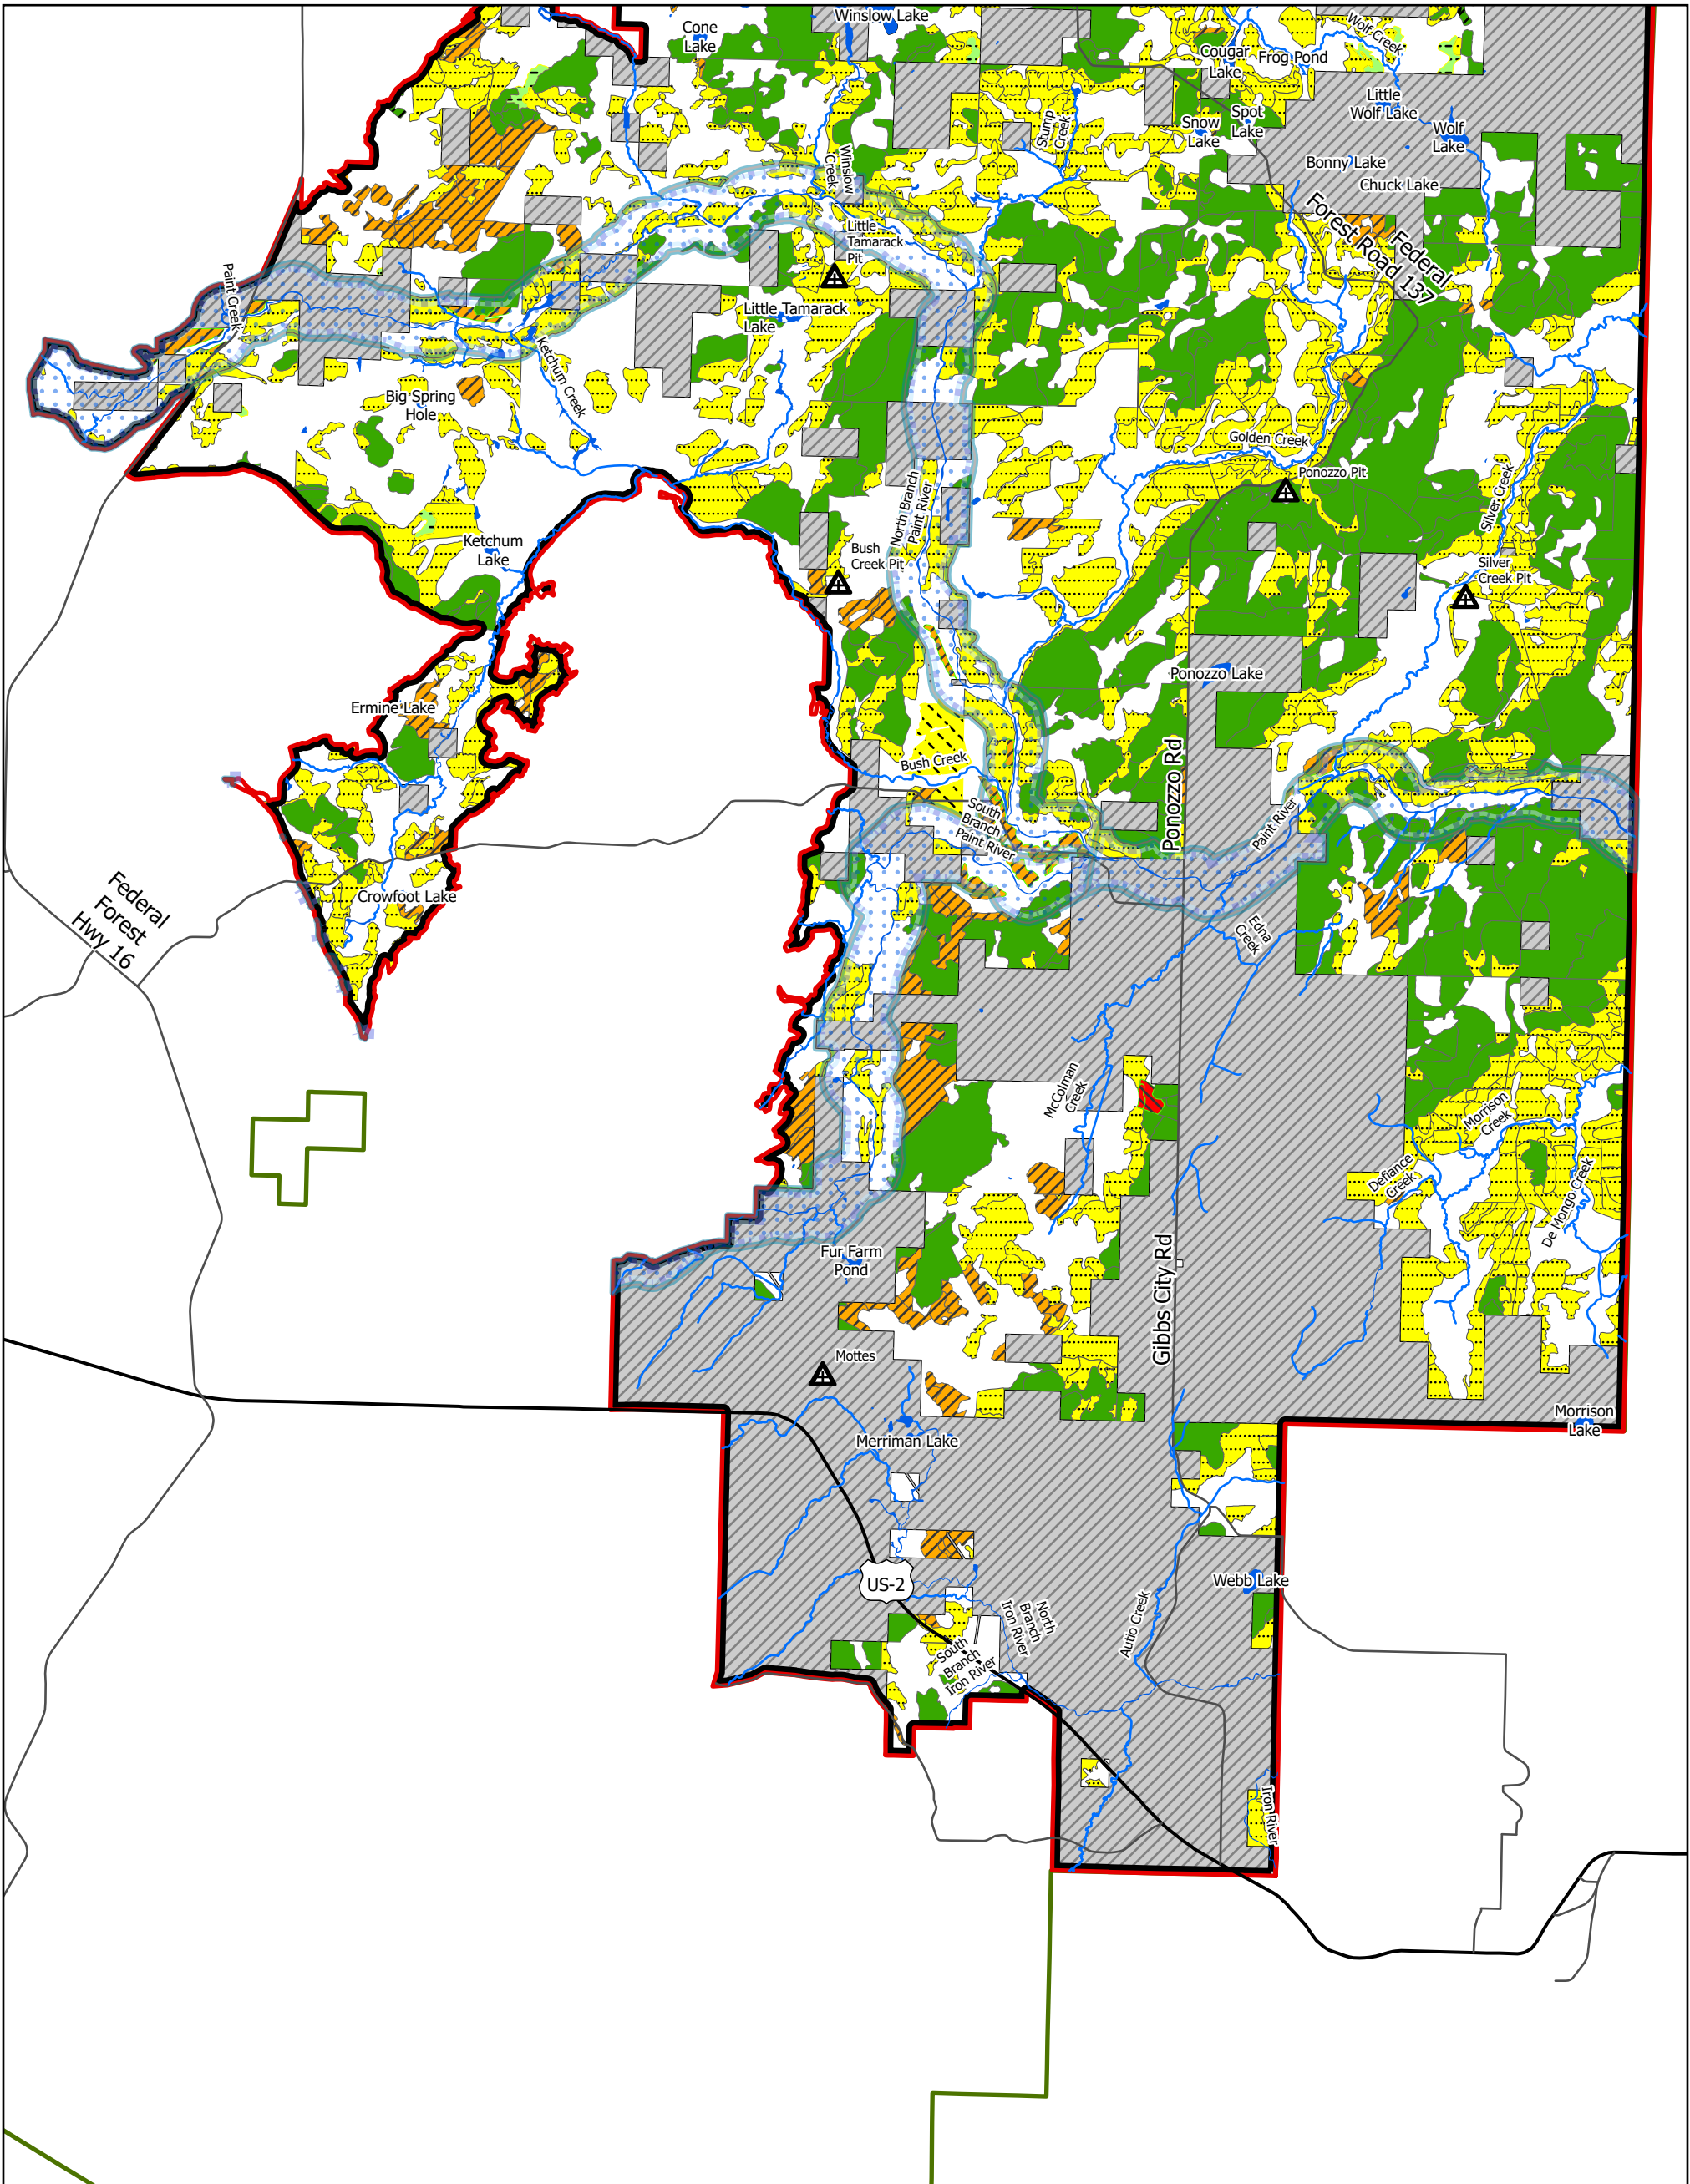 Cone
Lake
Winslow Lake
Wolf Creek
Cougar
Lake
Frog Pond
Little
Wolf Lake
Spot
Lake
Snow
Lake
Stump
Creek
Wolf
Lake
Bonny Lake
Chuck Lake
Winslow
Creek
Federal
Forest Road 137
Little
Tamarack
Pit
Paint Creek
Little Tamarack
Lake
Ketchum Creek
Big Spring
Hole
Golden Creek
Ponozzo Pit
Silver Creek
North Branch
Paint River
Ketchum
Lake
Bush
Creek Pit
Silver
Creek Pit
Ponozzo Lake
Ermine Lake
Bush Creek
Ponozzo Rd
South
Branch
Paint River
Paint River
Federal
Forest
Hwy 16
Crowfoot Lake
Edna
Creek
McColman
Creek
Morrison
Creek
Defiance
Creek
De Mongo Creek
Fur Farm
Pond
Gibbs City Rd
Mottes
Morrison
Lake
Merriman Lake
US-2
Webb Lake
North
Branch
Iron River
Autio Creek
South
Branch
Iron River
Iron River